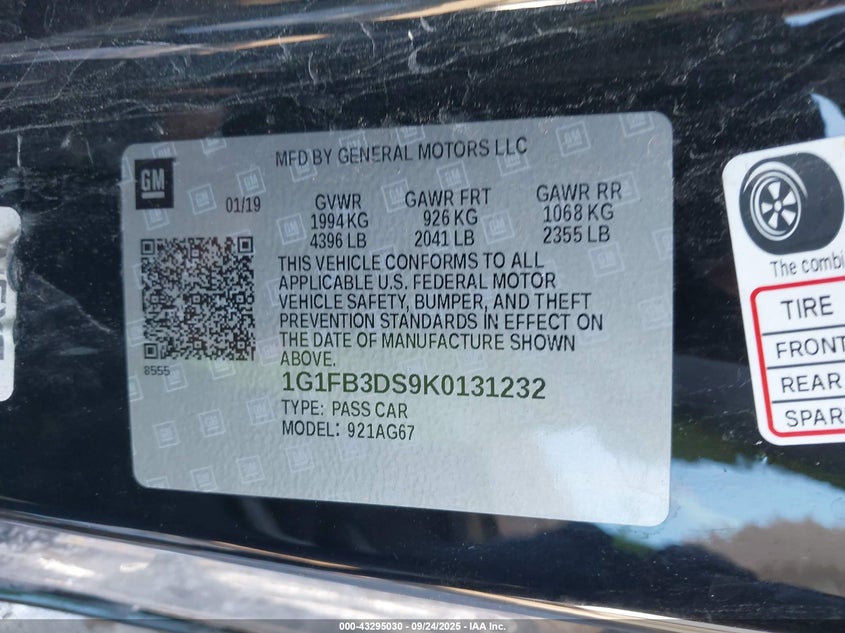 MFD BY GENERAL MOTORS LLC
GM
01/19
GVWR GAWR FRT GAWR RR
1994 KG 926 KG 1068 KG
4396 LB 2041 LB 2355 LB
THIS VEHICLE CONFORMS TO ALL
APPLICABLE U.S. FEDERAL MOTOR
VEHICLE SAFETY, BUMPER, AND THEFT
PREVENTION STANDARDS IN EFFECT ON
THE DATE OF MANUFACTURE SHOWN
ABOVE.
8555
1G1FB3DS9K0131232
TYPE: PASS CAR
MODEL: 921AG67
The combi
TIRE
FRONT
REAR
SPAR
000-43295030 - 09/24/2025 - IAA Inc.